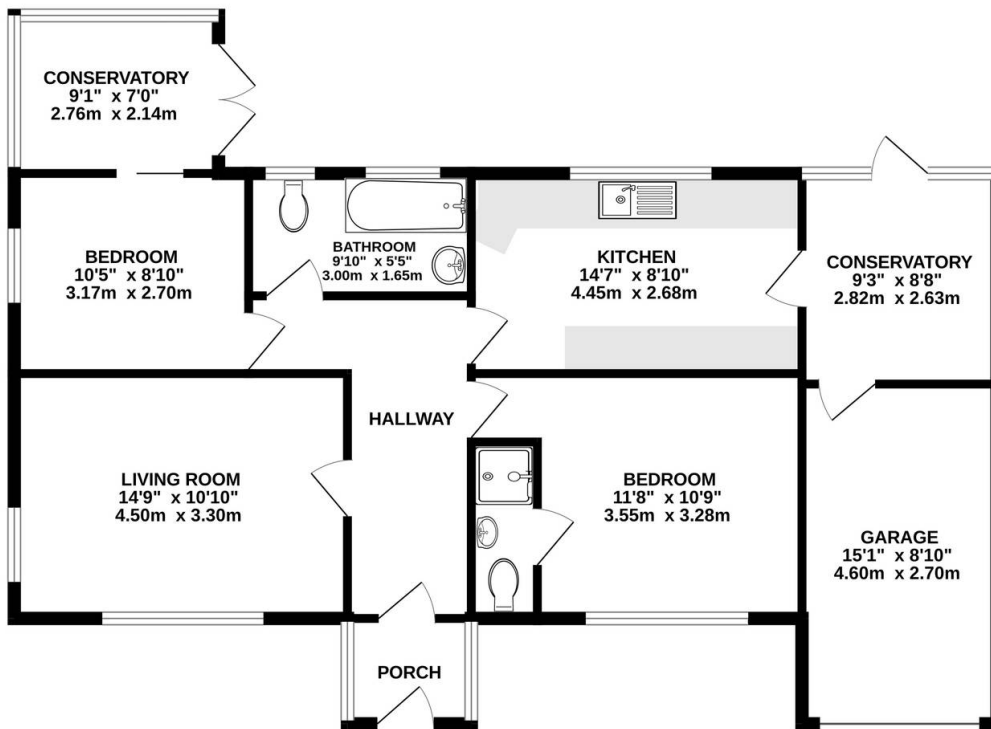 CONSERVATORY
9'1" x 7'0"
2.76m x 2.14m
BEDROOM
10'5" x 8'10"
3.17m x 2.70m
BATHROOM
9'10" x 5'5"
3.00m x 1.65m
KITCHEN
14'7" x 8'10"
4.45m x 2.68m
CONSERVATORY
9'3" x 8'8"
2.82m x 2.63m
HALLWAY
LIVING ROOM
14'9" x 10'10"
4.50m x 3.30m
BEDROOM
11'8" x 10'9"
3.55m x 3.28m
GARAGE
15'1" x 8'10"
4.60m x 2.70m
PORCH